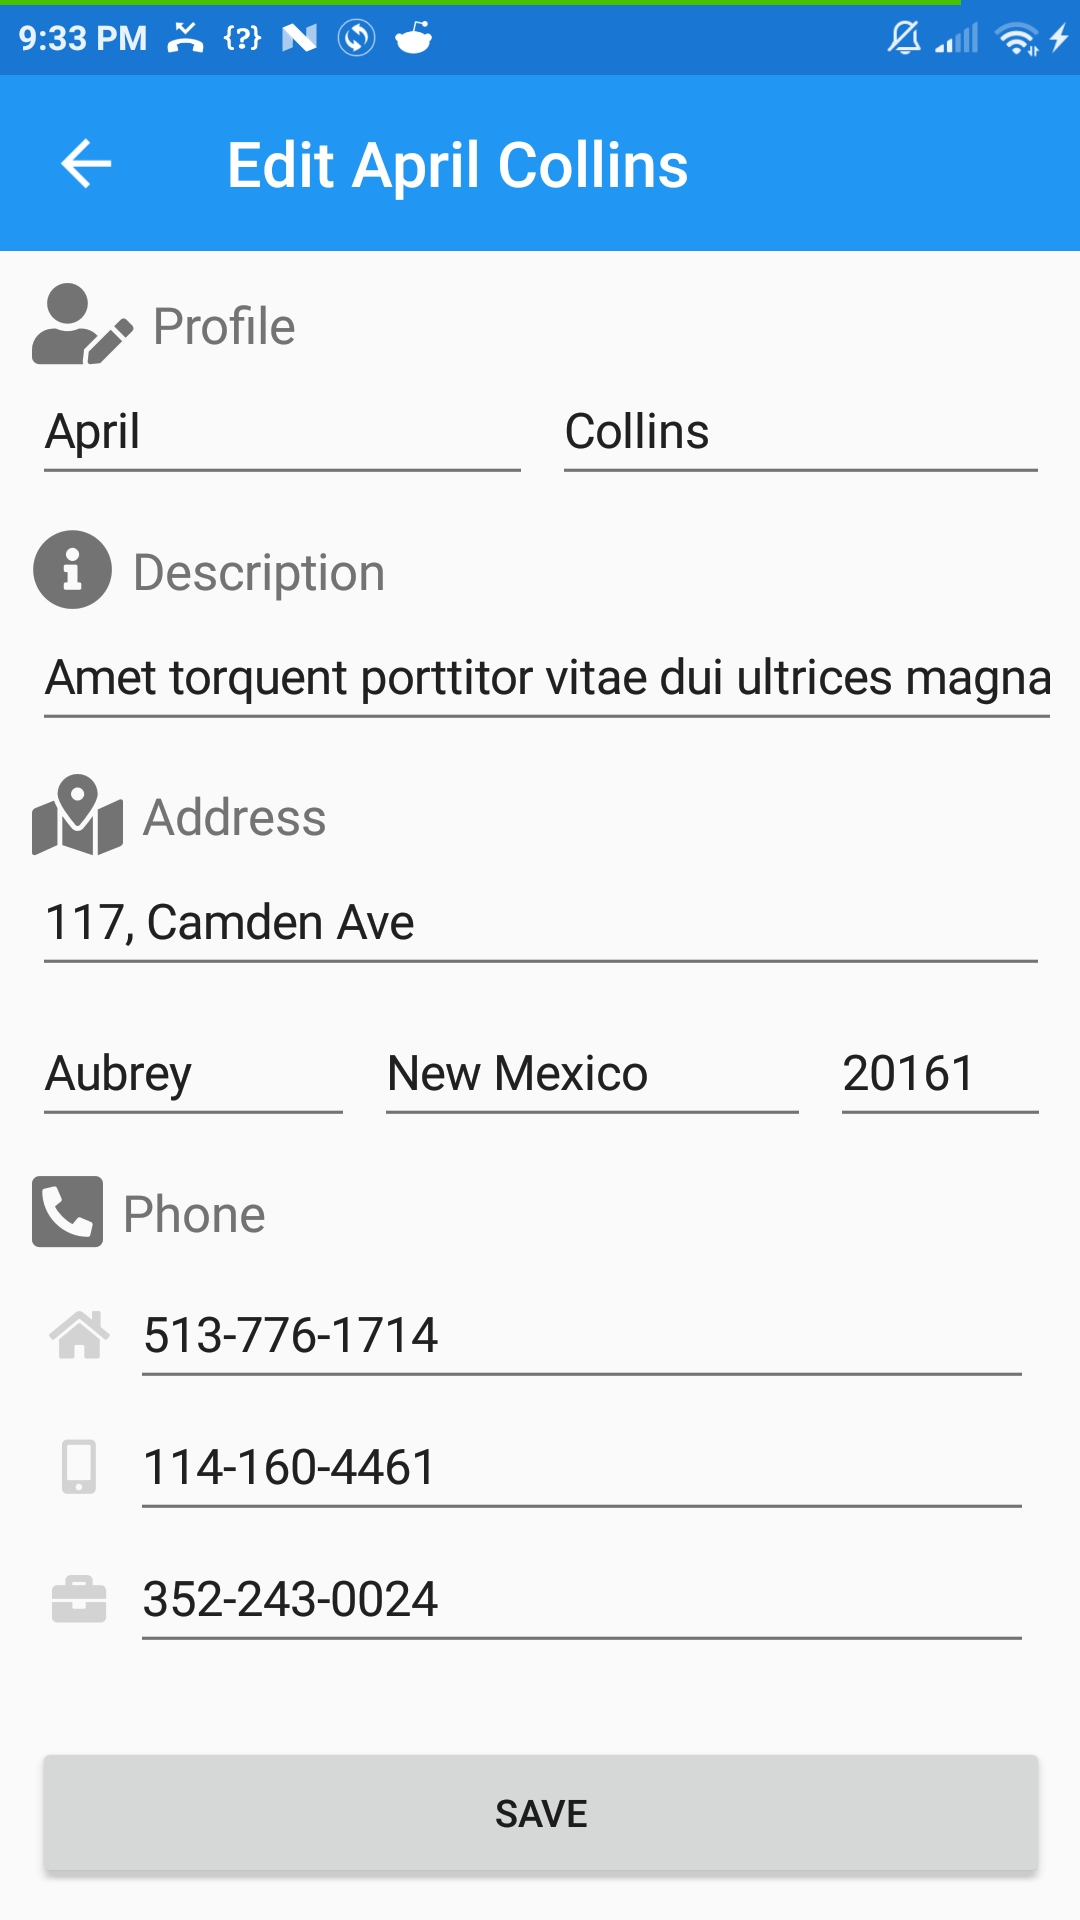 9:33 PM {?}
Edit April Collins
Profile
April Collins
Description
Amet torquent porttitor vitae dui ultrices magna
Address
117, Camden Ave
Aubrey New Mexico 20161
Phone
513-776-1714
114-160-4461
352-243-0024
SAVE